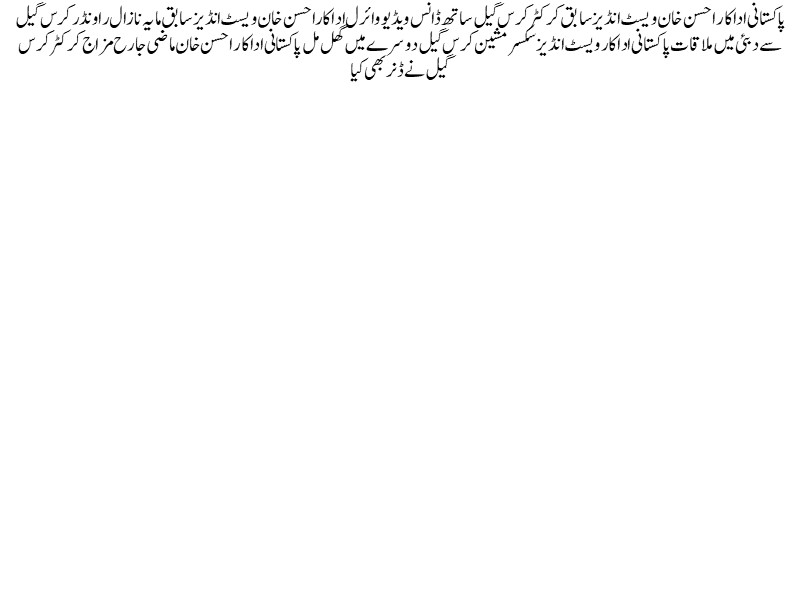 پاکستانی اداکار احسن خان ویسٹ انڈیز سابق کرکٹر کرس گیل ساتھ ڈانس ویڈیو وائرل اداکار احسن خان ویسٹ انڈیز سابق مایہ ناز ال راونڈر کرس گیل
سے دبئی میں ملاقات پاکستانی اداکار ویسٹ انڈیز سکسر مشین کرس گیل دوسرے میں گھل مل پاکستانی اداکار احسن خان ماضی جارح مزاج کرکٹر کرس
گیل نے ڈنر بھی کیا